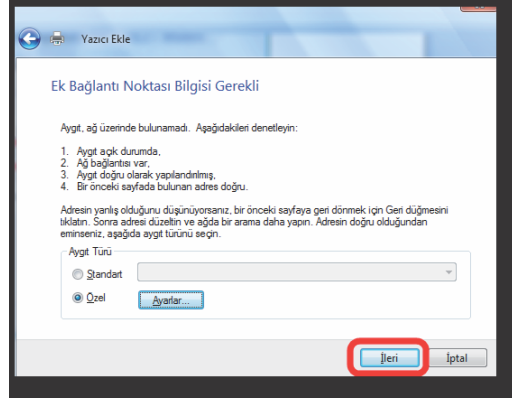 Yazıcı Ekle
Ek Bağlantı Noktası Bilgisi Gerekli
Aygıt, ağ üzerinde bulunamadı. Aşağıdakileri denetleyin:
1. Aygıt açık durumda,
2. Ağ bağlantısı var,
3. Aygıt doğru olarak yapılandırılmış,
4. Bir önceki sayfada bulunan adres doğru.
Adresin yanlış olduğunu düşünüyorsanız, bir önceki sayfaya geri dönmek için Geri düğmesini
tıklatın. Sonra adresi düzeltin ve ağda bir arama daha yapın. Adresin doğru olduğundan
eminseniz, aşağıda aygıt türünü seçin.
Aygıt Türü
Standart
Özel
Ayarlar...
İleri
İptal